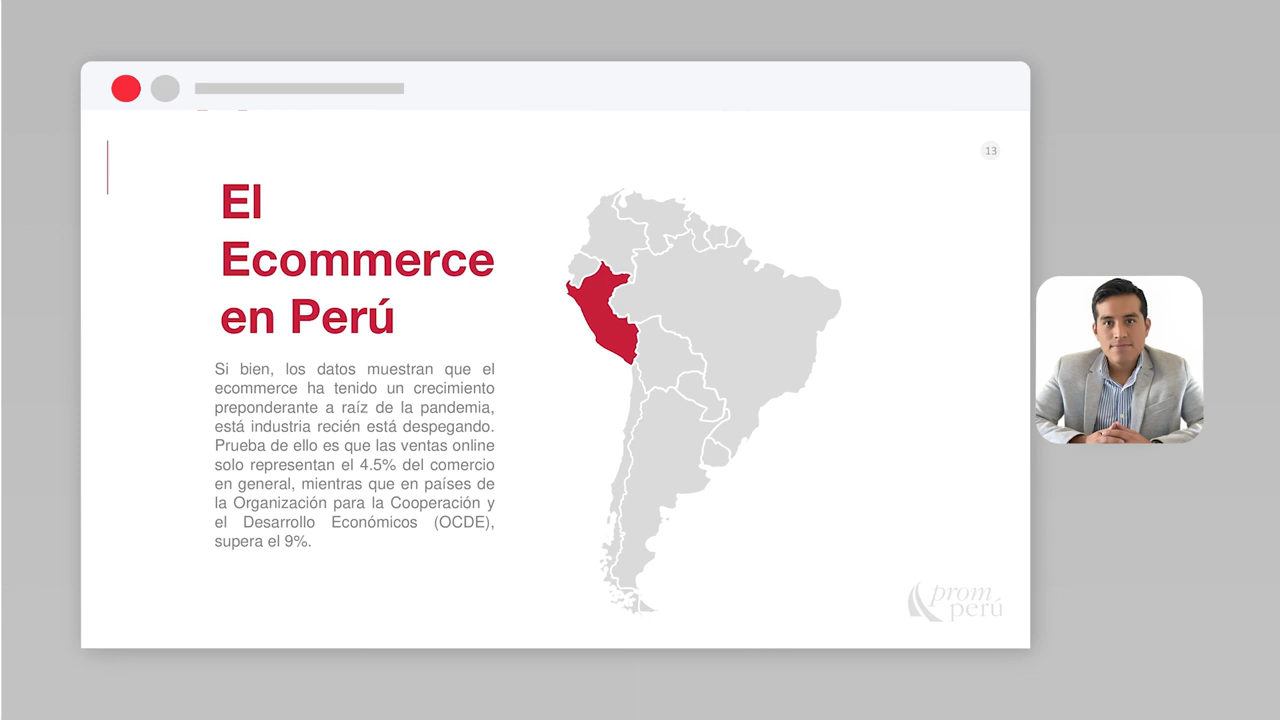 13
El
Ecommerce
en Perú
Si bien, los datos muestran que el
ecommerce ha tenido un crecimiento
preponderante a raíz de la pandemia,
está industria recién está despegando.
Prueba de ello es que las ventas online
solo representan el 4.5% del comercio
en general, mientras que en países de
la Organización para la Cooperación y
el Desarrollo Económicos (OCDE),
supera el 9%.
prom
perú